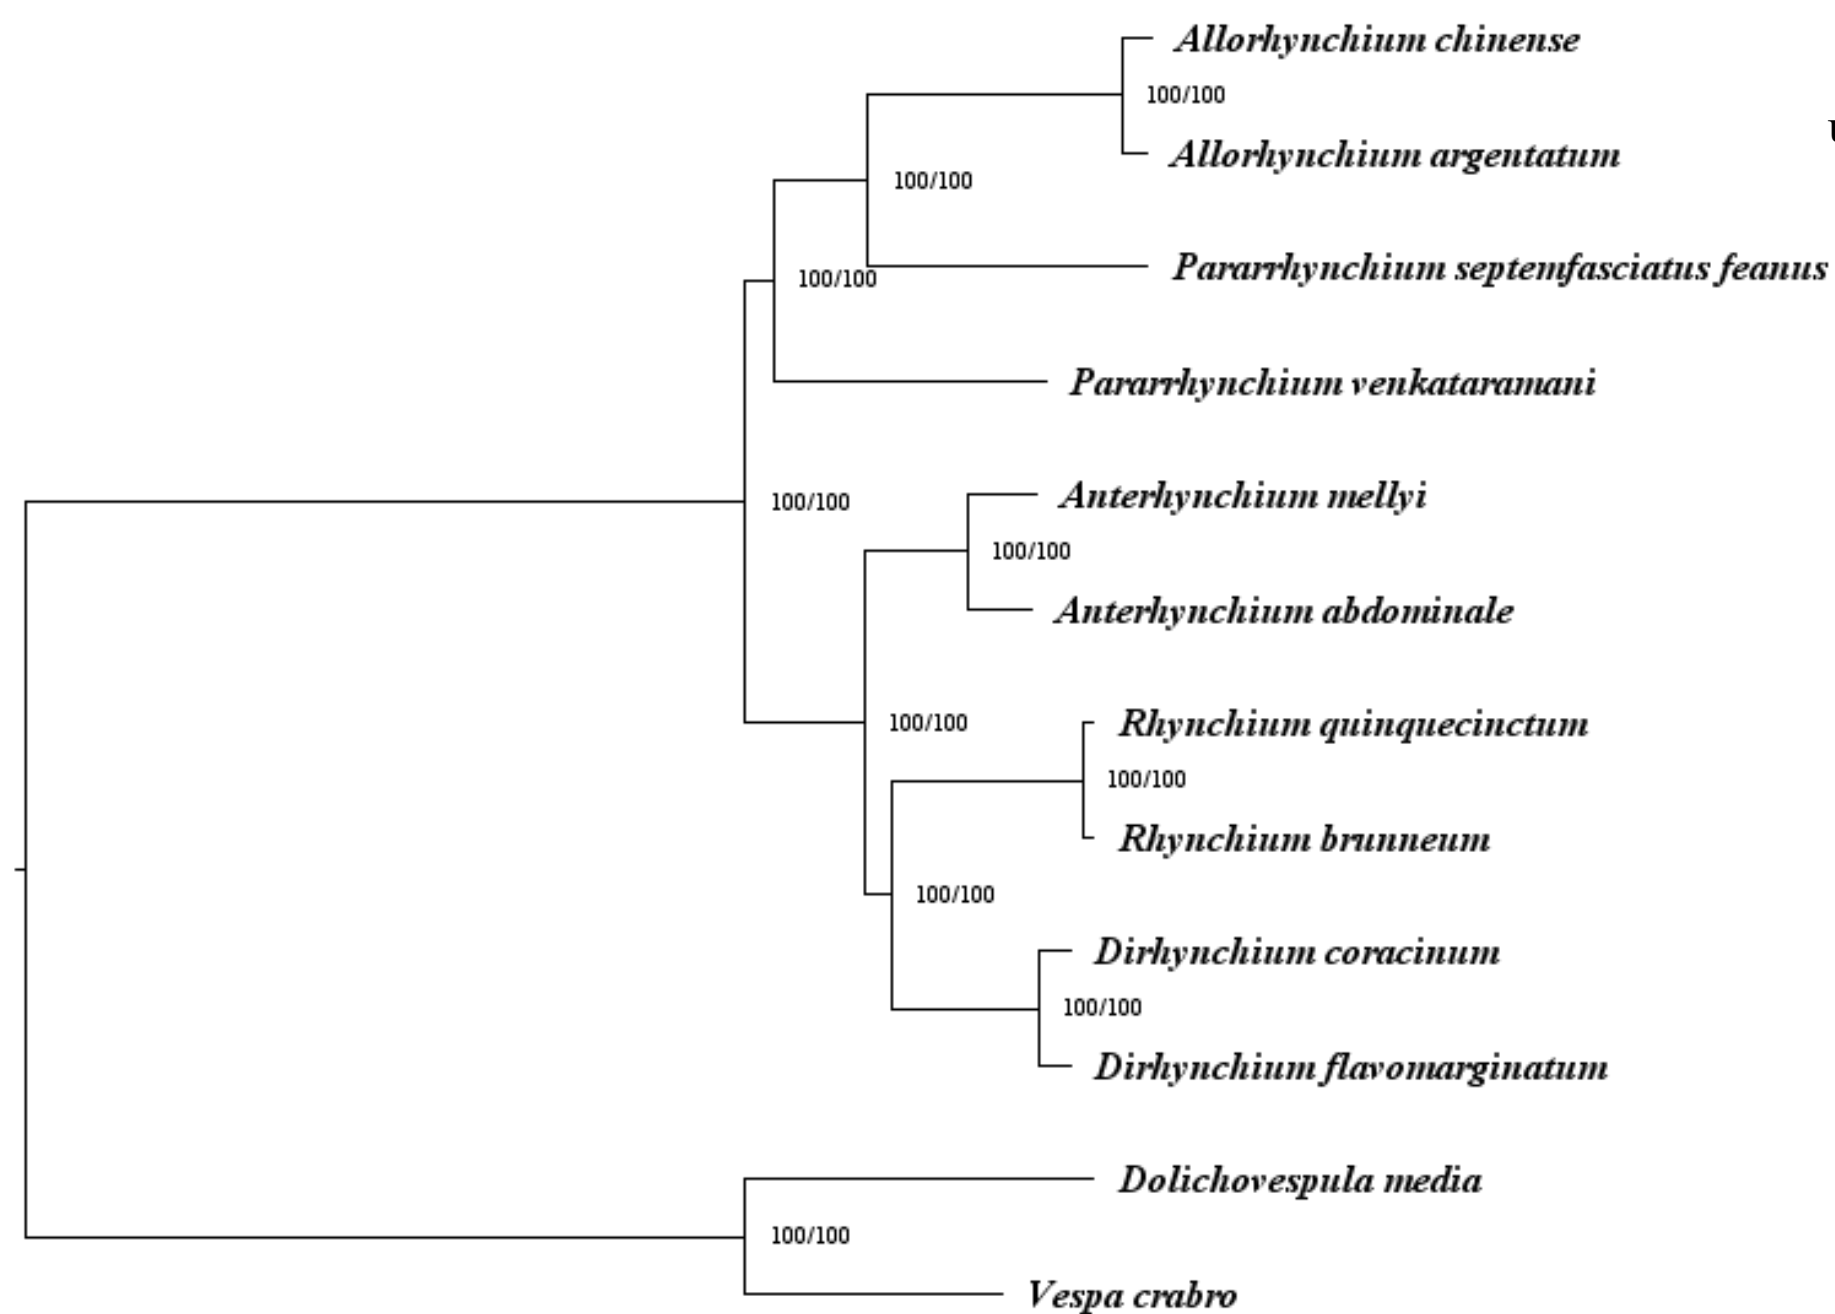 Allorhynchium chinense
100/100
Allorhynchium argentatum
100/100
Pararrhynchium septemfasciatus feanus
100/100
Pararrhynchium venkataramani
100/100
Anterhynchium mellyi
100/100
Anterhynchium abdominale
100/100
Rhynchium quinquecinctum
100/100
Rhynchium brunneum
100/100
Dirhynchium coracinum
100/100
Dirhynchium flavomarginatum
Dolichovespula media
100/100
Vespa crabro